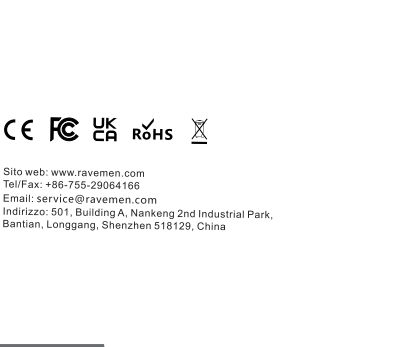 CE FC UK CA RoHS
Sito web: www.ravemen.com
Tel/Fax: +86-755-29064166
Email: service@ravemen.com
Indirizzo: 501, Building A, Nankeng 2nd Industrial Park,
Bantian, Longgang, Shenzhen 518129, China